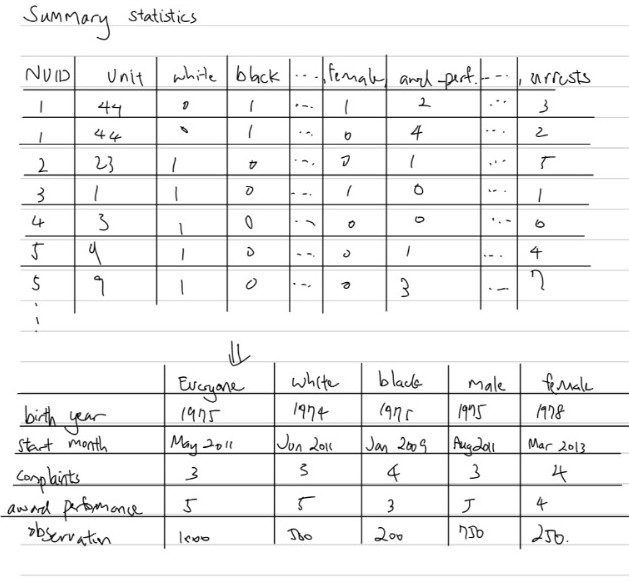 Summary statistics
NUID unit white black ... female award_perf. ... arrests
1 44 0 1 ... 1 2 ... 3
1 44 0 1 ... 0 4 ... 2
2 23 1 0 ... 0 1 ... 5
3 1 1 0 ... 1 0 ... 1
4 3 1 0 ... 0 0 ... 0
5 9 1 0 ... 0 1 ... 4
5 9 1 0 ... 0 3 ... 7
⋮
⇓
Everyone white black male female
birth year 1975 1974 1975 1975 1978
start month May 2011 Jun 2011 Jan 2009 Aug 2011 Mar 2013
complaints 3 3 4 3 4
award performance 5 5 3 5 4
observation 1000 500 200 750 250.